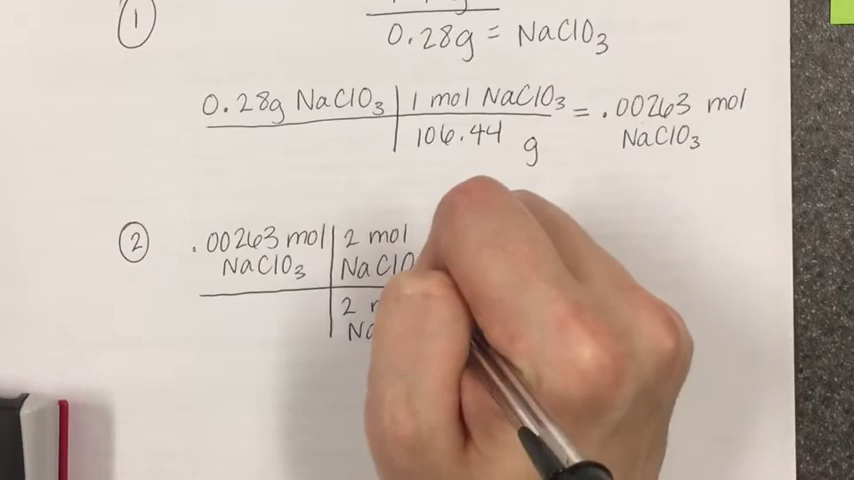 ①
0.28g = NaClO₃
0.28g NaClO₃ | 1 mol NaClO₃ = .00263 mol
106.44 g NaClO₃
② .00263 mol | 2 mol
NaClO₃ NaClO
2